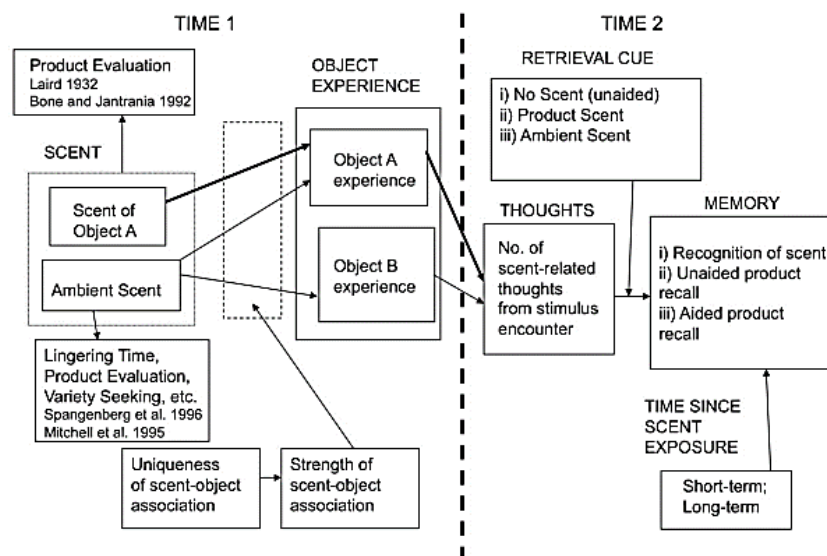 TIME 1
TIME 2
Product Evaluation
Laird 1932
Bone and Jantrania 1992
OBJECT
EXPERIENCE
RETRIEVAL CUE
i) No Scent (unaided)
ii) Product Scent
iii) Ambient Scent
SCENT
Scent of
Object A
Ambient Scent
Object A
experience
Object B
experience
THOUGHTS
No. of
scent-related
thoughts
from stimulus
encounter
MEMORY
i) Recognition of scent
ii) Unaided product
recall
iii) Aided product
recall
Lingering Time,
Product Evaluation,
Variety Seeking, etc.
Spangenberg et al. 1996
Mitchell et al. 1995
Uniqueness
of scent-object
association
Strength of
scent-object
association
TIME SINCE
SCENT
EXPOSURE
Short-term;
Long-term